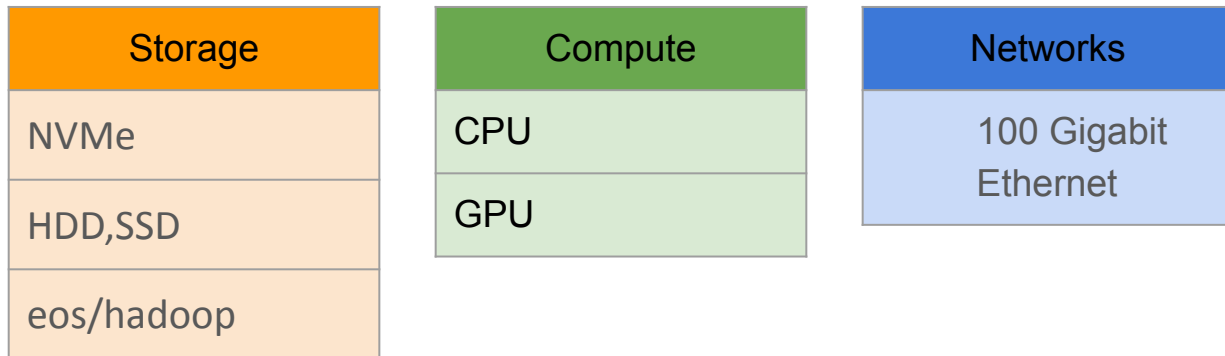 Storage
NVMe
HDD,SSD
eos/hadoop
Compute
CPU
GPU
Networks
100 Gigabit
Ethernet